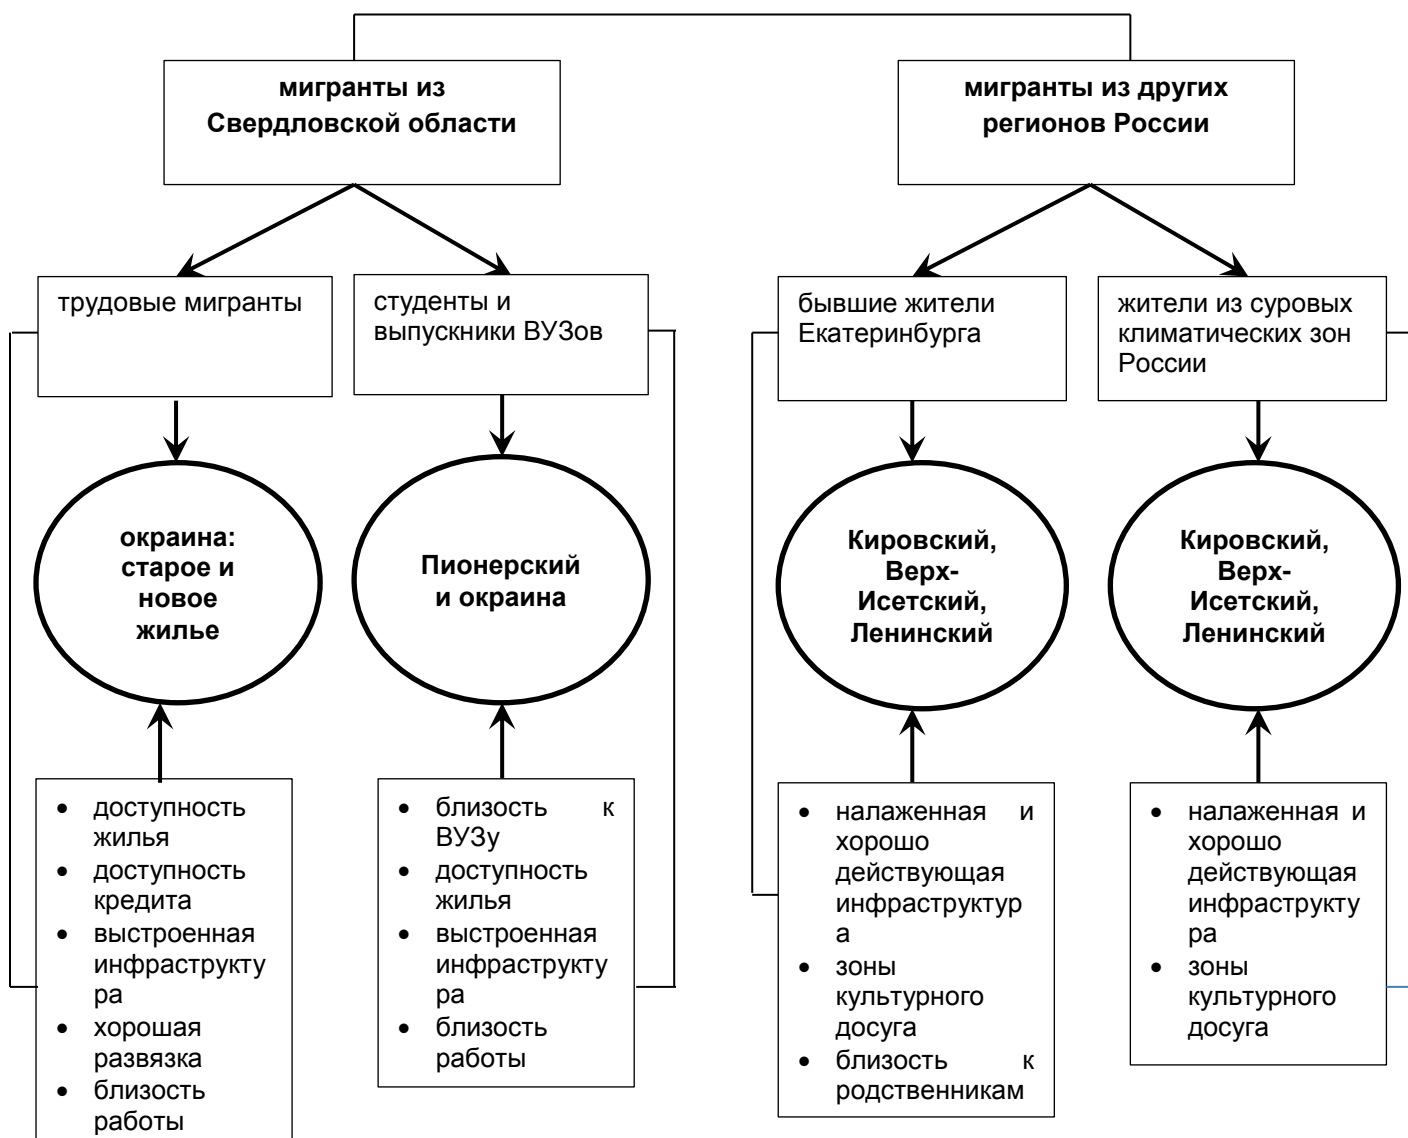 мигранты из
Свердловской области
мигранты из других
регионов России
трудовые мигранты
студенты и
выпускники ВУЗов
бывшие жители
Екатеринбурга
жители из суровых
климатических зон
России
окраина:
старое и
новое
жилье
Пионерский
и окраина
Кировский,
Верх-
Исетский,
Ленинский
Кировский,
Верх-
Исетский,
Ленинский
• доступность
жилья
• доступность
кредита
• выстроенная
инфраструкту
ра
• хорошая
развязка
• близость
работы
• близость к
ВУЗу
• доступность
жилья
• выстроенная
инфраструкту
ра
• близость
работы
• налаженная и
хорошо
действующая
инфраструктур
а
• зоны
культурного
досуга
• близость к
родственникам
• налаженная и
хорошо
действующая
инфраструкту
ра
• зоны
культурного
досуга